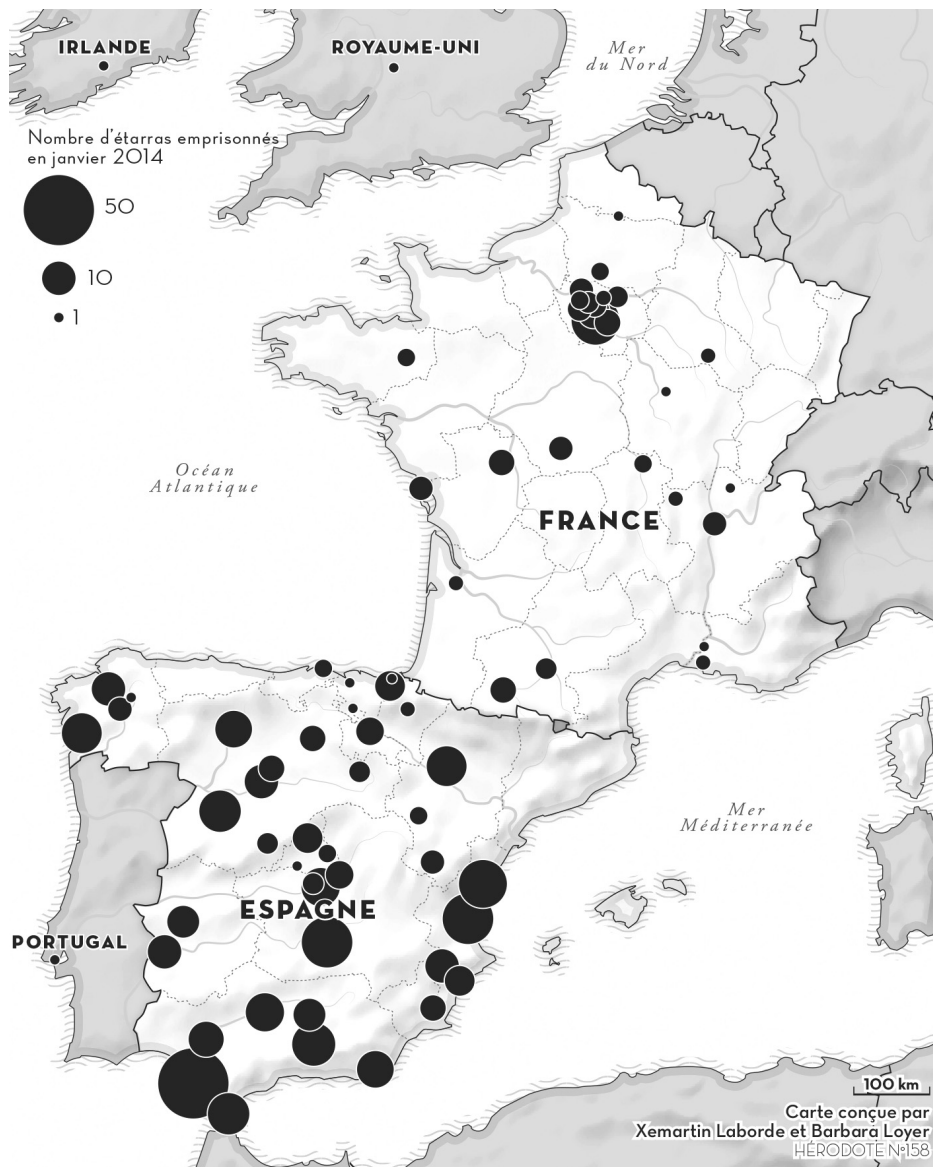 IRLANDE
ROYAUME-UNI
Mer
du Nord
Nombre d'étarras emprisonnés
en janvier 2014
50
10
1
Océan
Atlantique
FRANCE
Mer
Méditerranée
ESPAGNE
PORTUGAL
100 km
Carte conçue par
Xemartin Laborde et Barbara Loyer
HÉRODOTE N°158